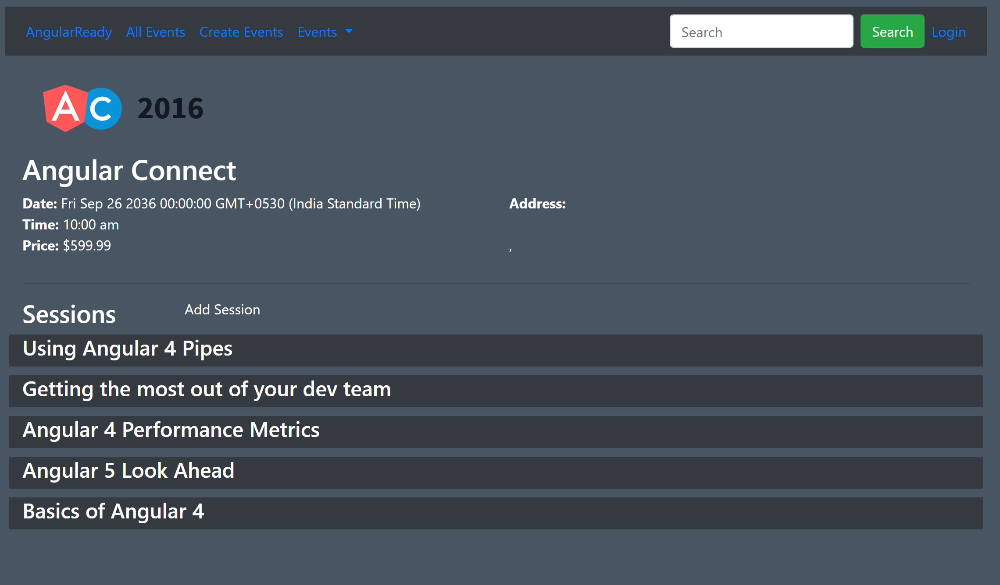 AngularReady All Events Create Events Events Search Search Login
AC 2016
Angular Connect
Date: Fri Sep 26 2036 00:00:00 GMT+0530 (India Standard Time)
Time: 10:00 am
Price: $599.99
Address:
,
Sessions Add Session
Using Angular 4 Pipes
Getting the most out of your dev team
Angular 4 Performance Metrics
Angular 5 Look Ahead
Basics of Angular 4